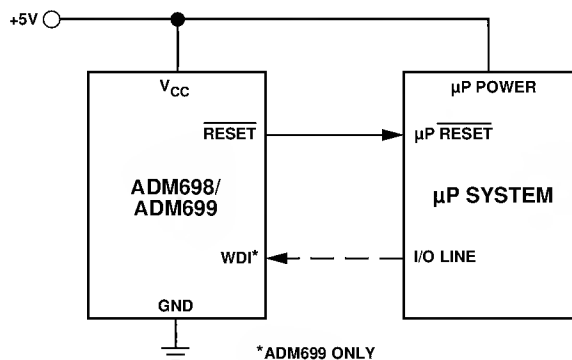 +5V
VCC
RESET
ADM698/
ADM699
WDI*
GND
µP POWER
µP RESET
µP SYSTEM
I/O LINE
*ADM699 ONLY